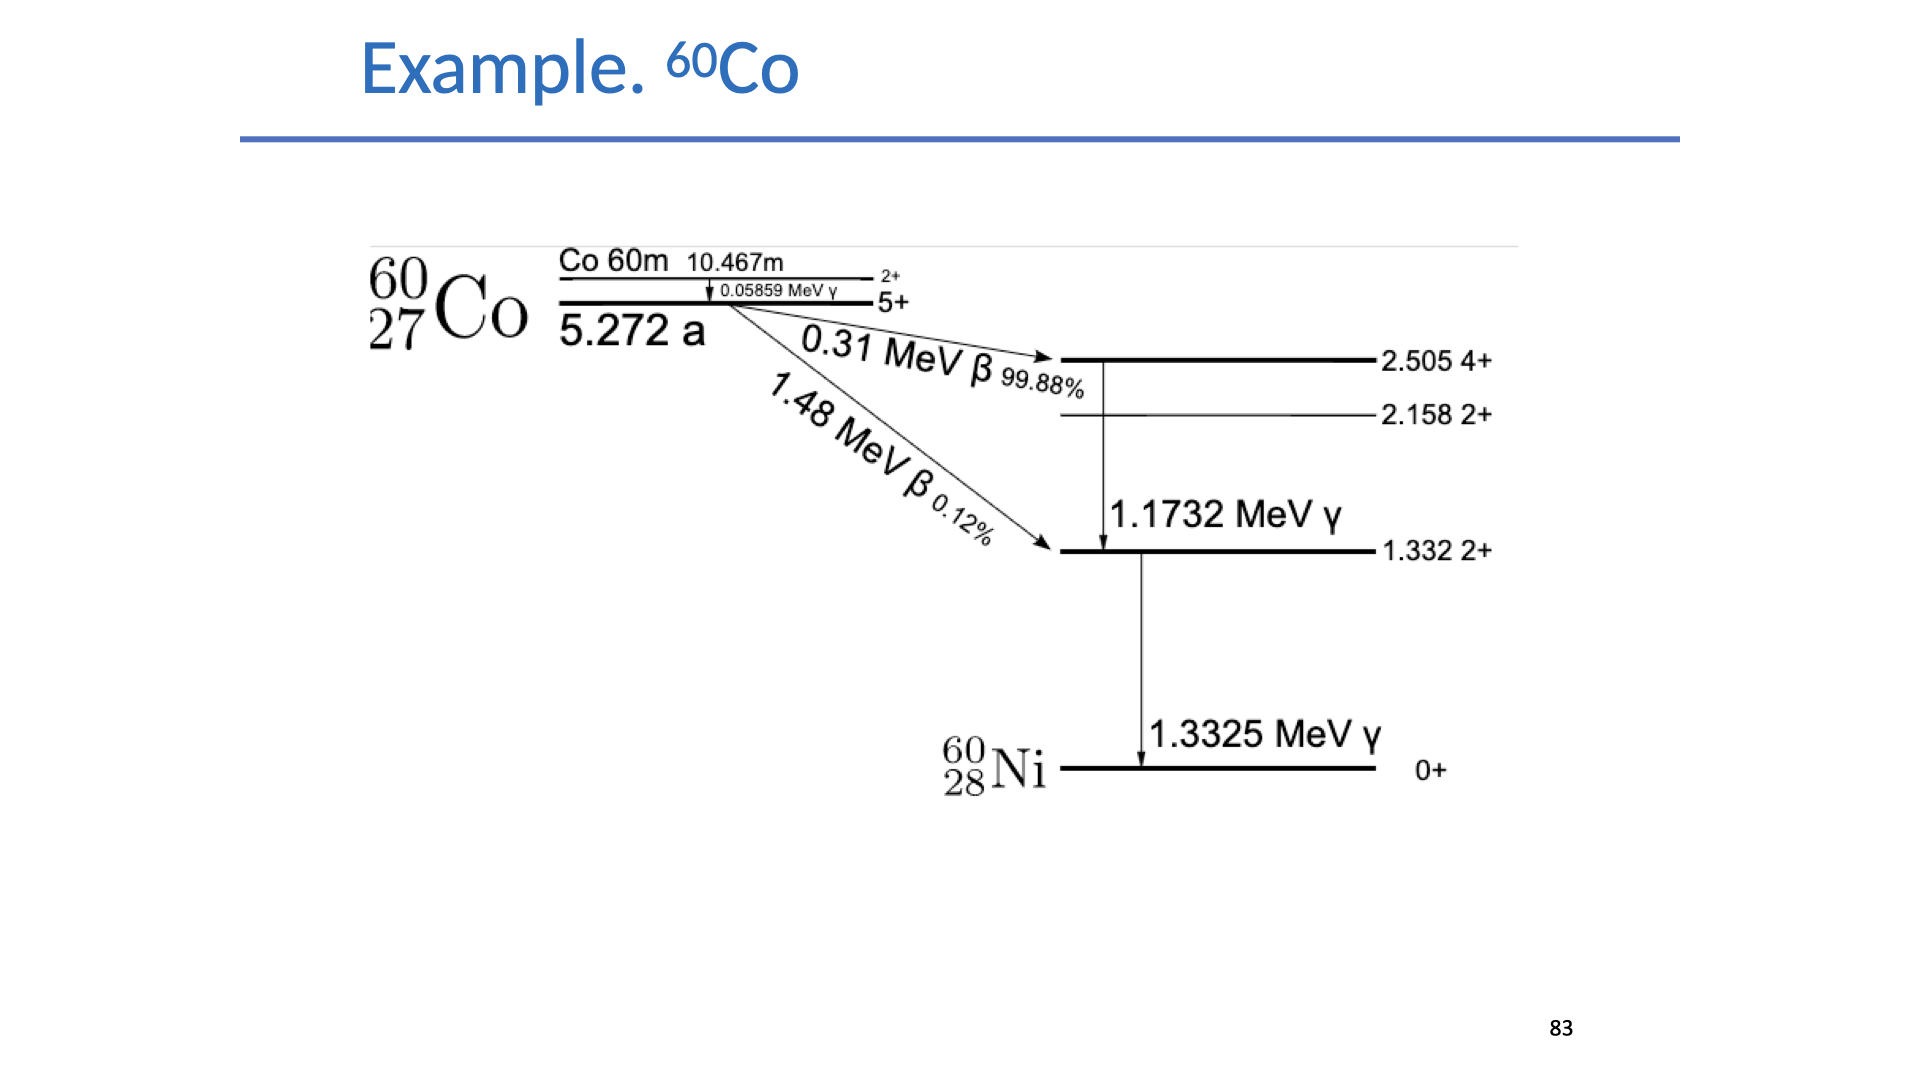 Example. ⁶⁰Co
Co 60m 10.467m
2+
0.05859 MeV γ
60
27 Co
5+
5.272 a
0.31 MeV β 99.88%
2.505 4+
1.48 MeV β 0.12%
2.158 2+
1.1732 MeV γ
1.332 2+
1.3325 MeV γ
60
28 Ni
0+
83